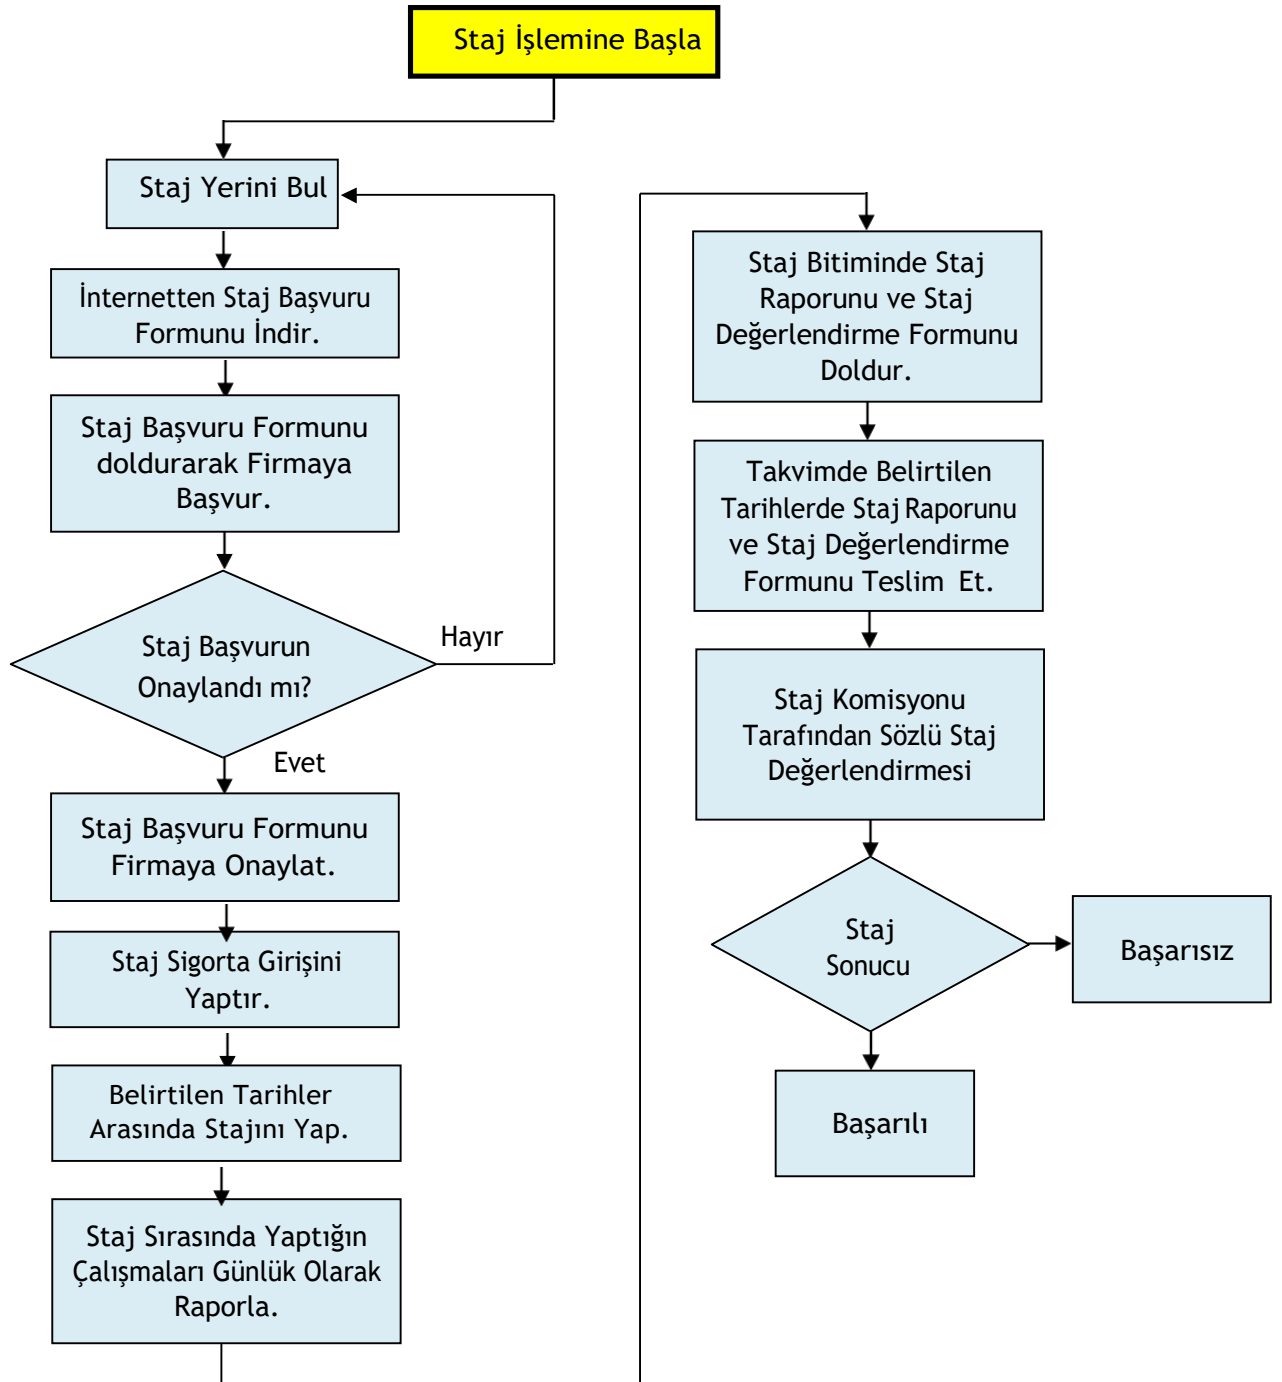 Staj İşlemine Başla
Staj Yerini Bul
İnternetten Staj Başvuru
Formunu İndir.
Staj Başvuru Formunu
doldurarak Firmaya
Başvur.
Staj Başvurun
Onaylandı mı?
Hayır
Evet
Staj Başvuru Formunu
Firmaya Onaylat.
Staj Sigorta Girişini
Yaptır.
Belirtilen Tarihler
Arasında Stajını Yap.
Staj Sırasında Yaptığın
Çalışmaları Günlük Olarak
Raporla.
Staj Bitiminde Staj
Raporunu ve Staj
Değerlendirme Formunu
Doldur.
Takvimde Belirtilen
Tarihlerde Staj Raporunu
ve Staj Değerlendirme
Formunu Teslim Et.
Staj Komisyonu
Tarafından Sözlü Staj
Değerlendirmesi
Staj
Sonucu
Başarısız
Başarılı